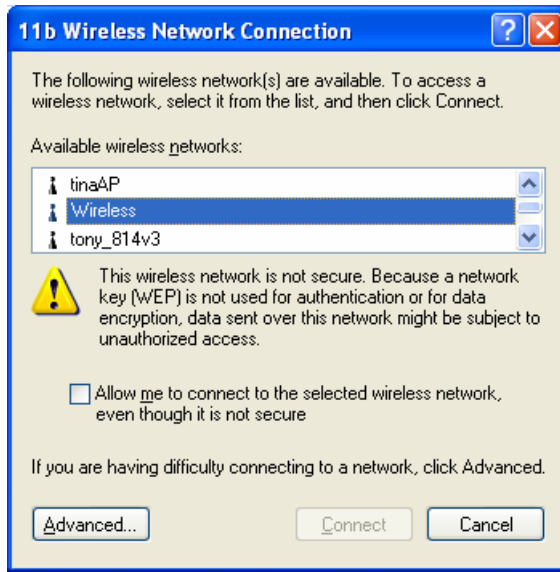 11b Wireless Network Connection
The following wireless network(s) are available. To access a
wireless network, select it from the list, and then click Connect.
Available wireless networks:
tinaAP
Wireless
tony_814v3
This wireless network is not secure. Because a network
key (WEP) is not used for authentication or for data
encryption, data sent over this network might be subject to
unauthorized access.
Allow me to connect to the selected wireless network,
even though it is not secure
If you are having difficulty connecting to a network, click Advanced.
Advanced... Connect Cancel